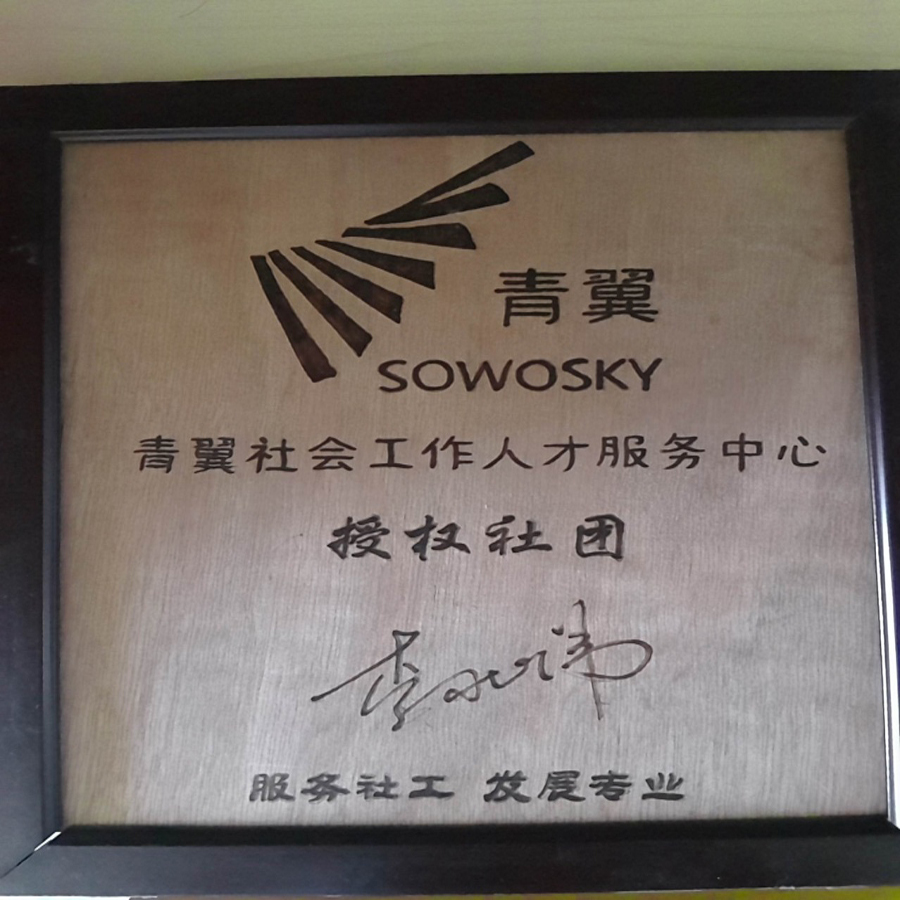 青翼
SOWOSKY
青翼社会工作人才服务中心
授权社团
服务社工 发展专业